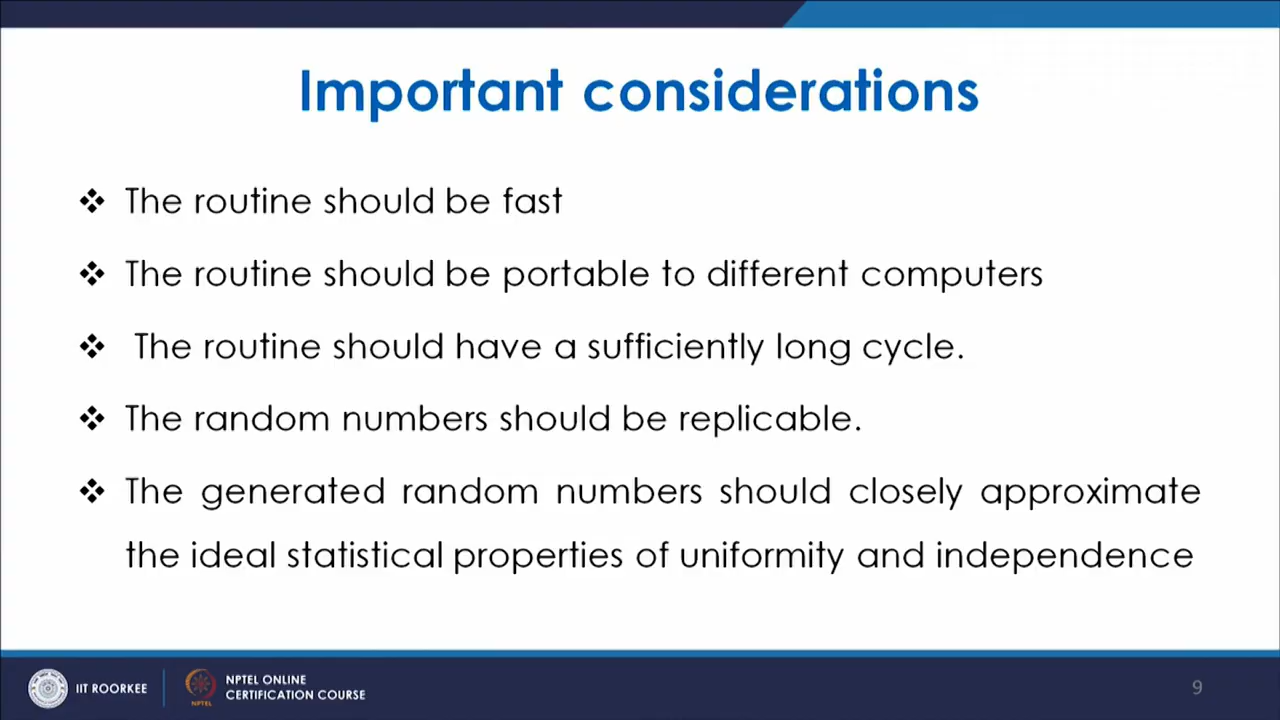 Important considerations
❖ The routine should be fast
❖ The routine should be portable to different computers
❖ The routine should have a sufficiently long cycle.
❖ The random numbers should be replicable.
❖ The generated random numbers should closely approximate
the ideal statistical properties of uniformity and independence
IIT ROORKEE
NPTEL
NPTEL ONLINE
CERTIFICATION COURSE
9